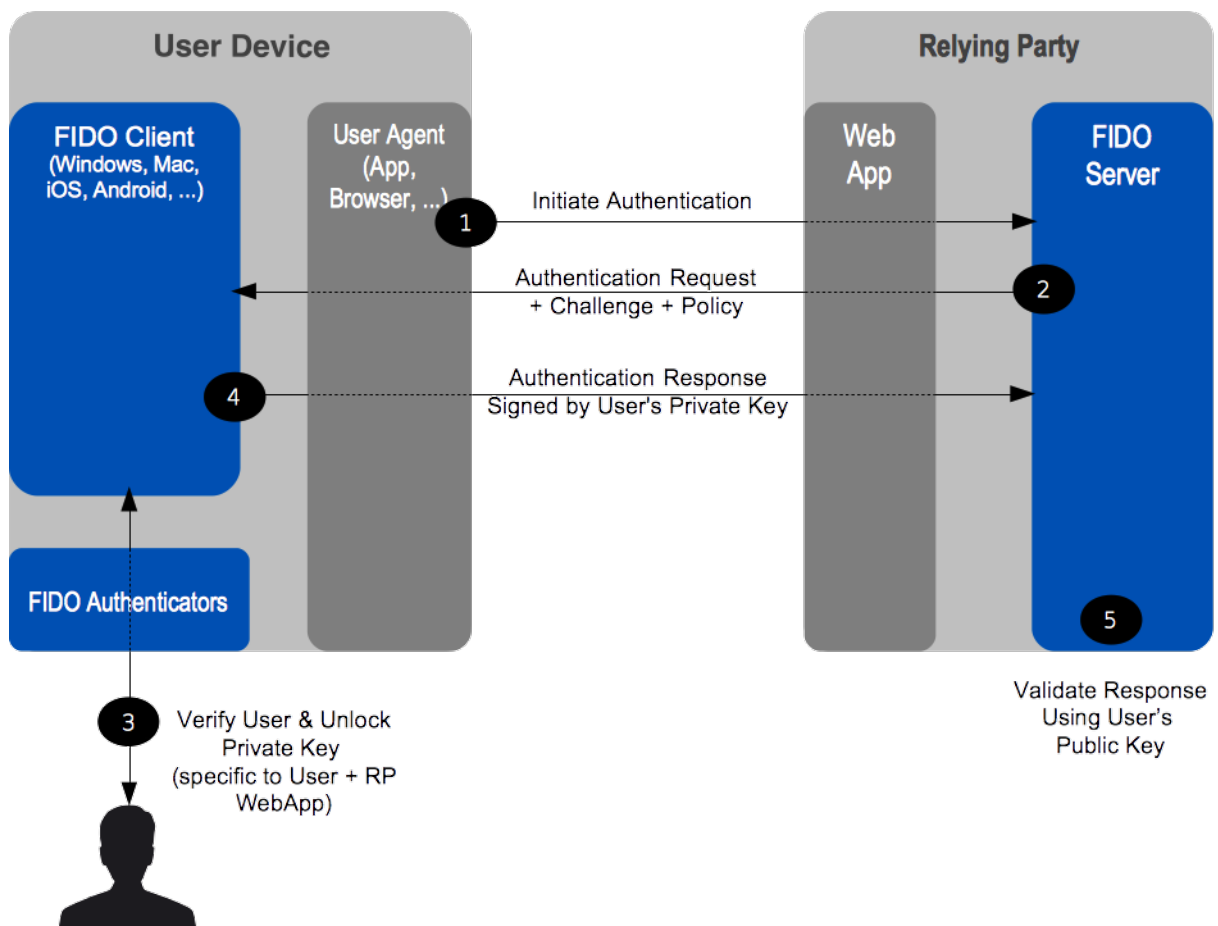 User Device
Relying Party
FIDO Client
(Windows, Mac,
iOS, Android, ...)
User Agent
(App,
Browser, ...)
Web
App
FIDO
Server
1
Initiate Authentication
Authentication Request
+ Challenge + Policy
2
4
Authentication Response
Signed by User's Private Key
FIDO Authenticators
5
Validate Response
Using User’s
Public Key
3
Verify User & Unlock
Private Key
(specific to User + RP
WebApp)